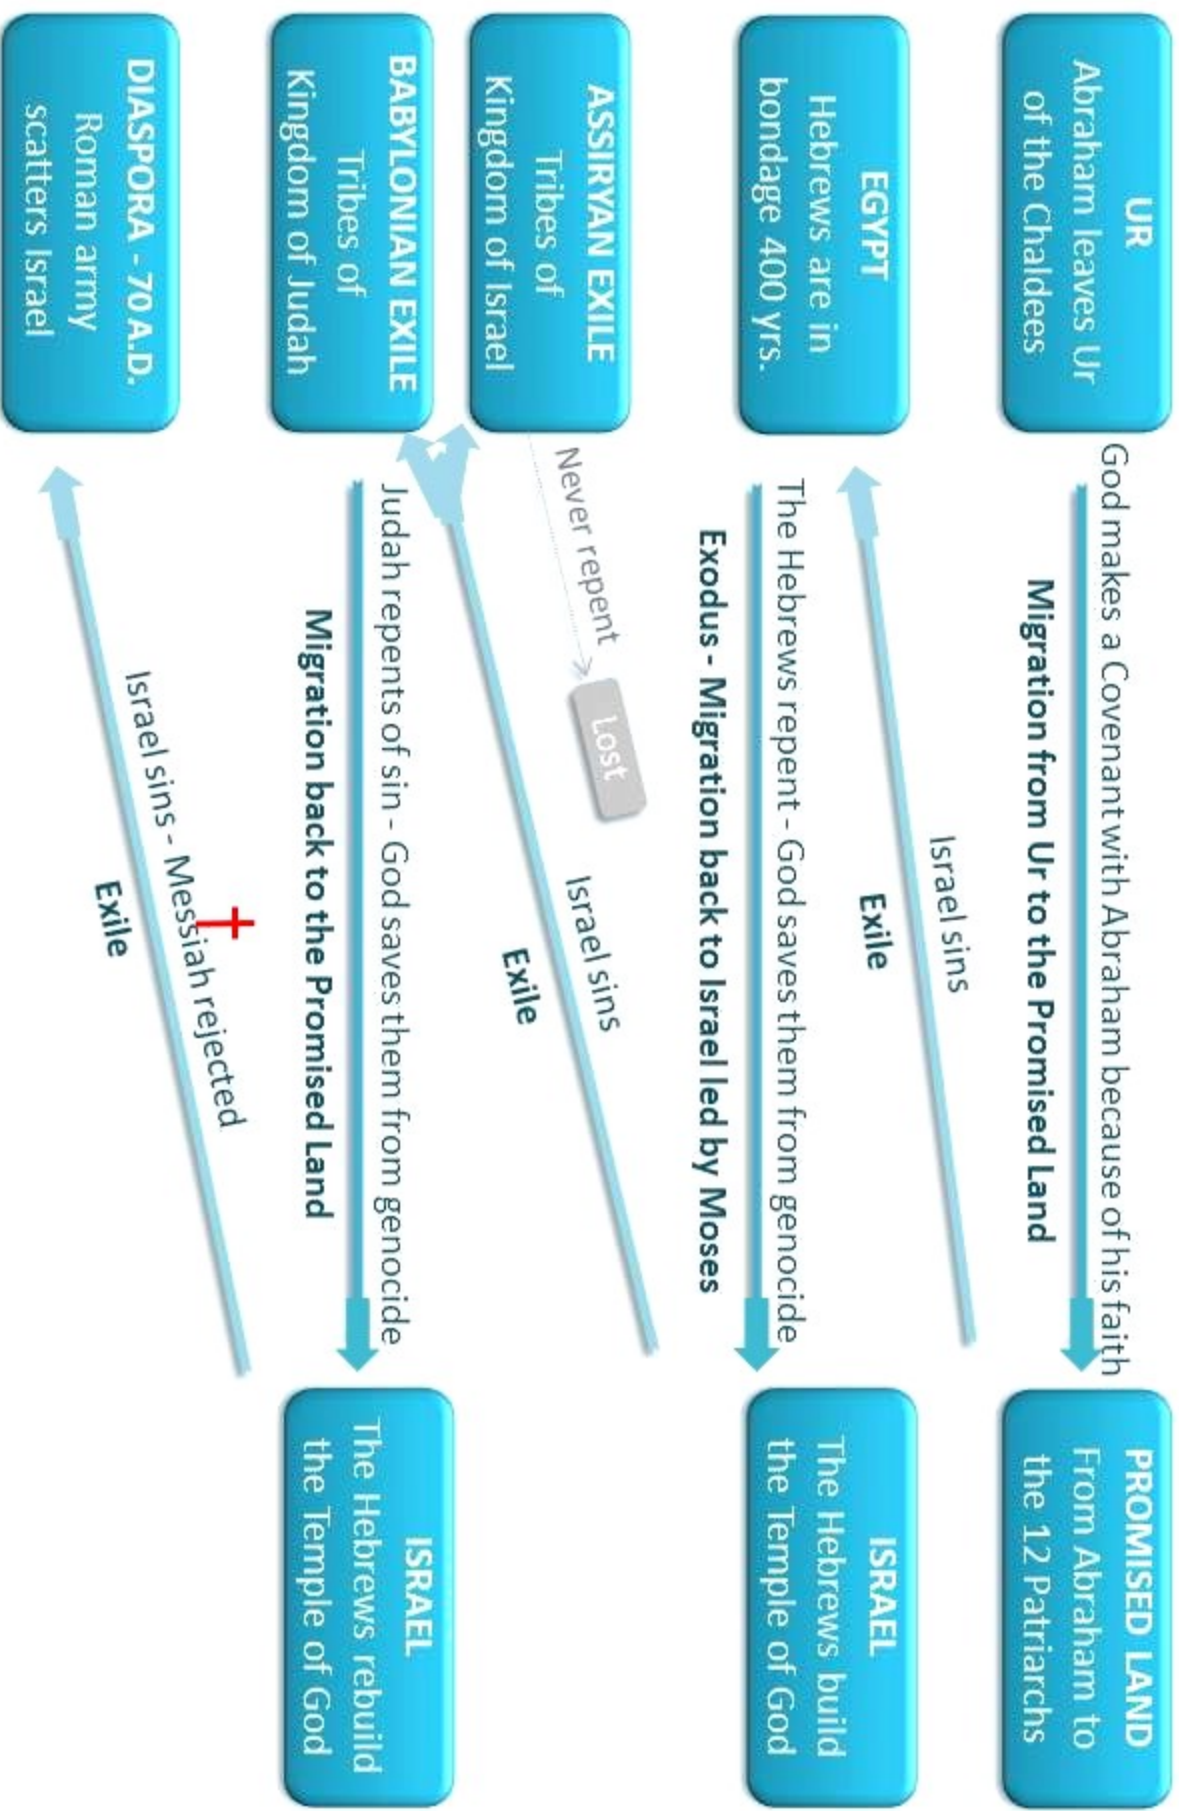 UR
Abraham leaves Ur
of the Chaldees
God makes a Covenant with Abraham because of his faith
Migration from Ur to the Promised Land
PROMISED LAND
From Abraham to
the 12 Patriarchs
Israel sins
Exile
EGYPT
Hebrews are in
bondage 400 yrs.
The Hebrews repent - God saves them from genocide
Exodus - Migration back to Israel led by Moses
ISRAEL
The Hebrews build
the Temple of God
Israel sins
Exile
ASSIRYAN EXILE
Tribes of
Kingdom of Israel
Never repent
Lost
BABYLONIAN EXILE
Tribes of
Kingdom of Judah
Judah repents of sin - God saves them from genocide
Migration back to the Promised Land
ISRAEL
The Hebrews rebuild
the Temple of God
Israel sins - Messiah rejected
Exile
DIASPORA - 70 A.D.
Roman army
scatters Israel